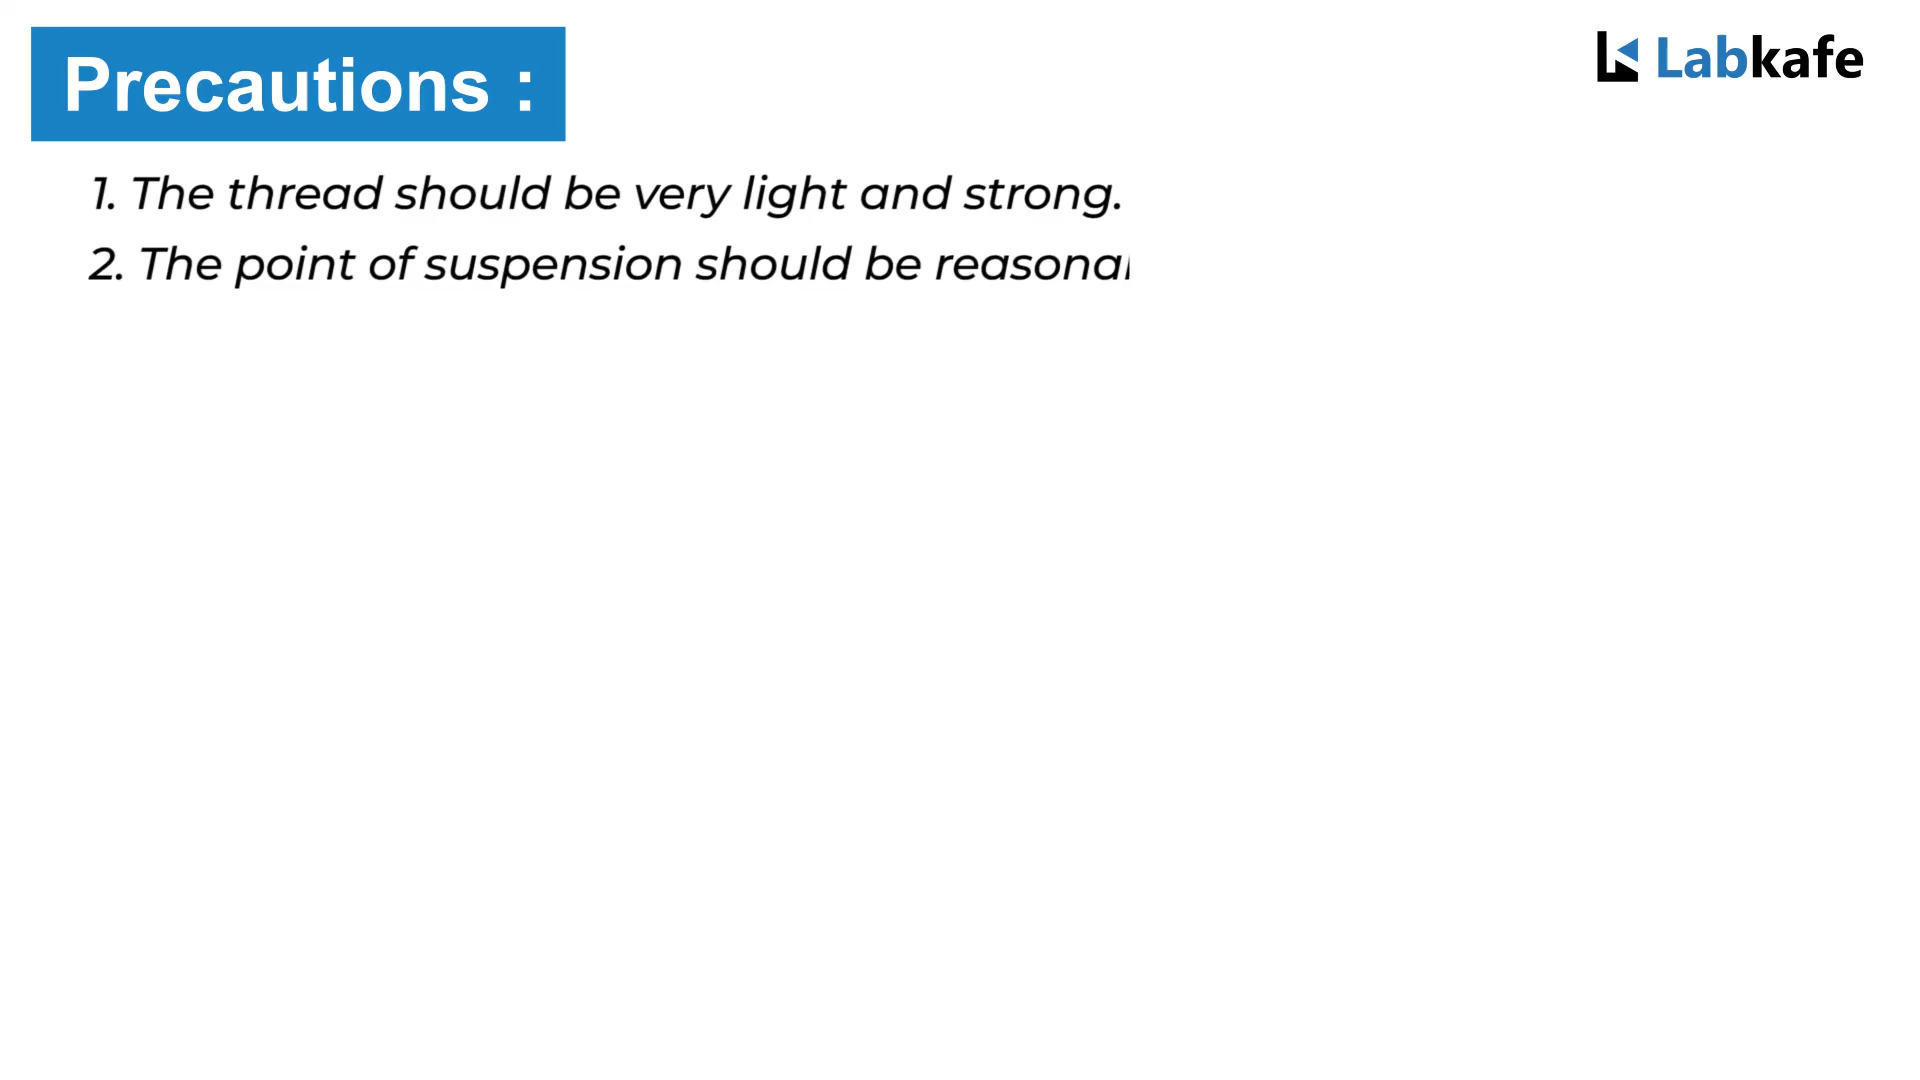 Precautions :
Labkafe
1. The thread should be very light and strong.
2. The point of suspension should be